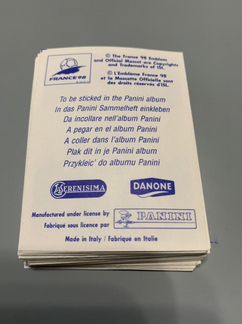 FRANCE 98
© The France 98 Emblem
and Official Mascot are Copyrights
and Trademarks of ISL
© L'Emblème France 98
et la Mascotte Officielle sont
des droits réservés d'ISL
To be sticked in the Panini album
In das Panini Sammelheft einkleben
Da incollare nell'album Panini
A pegar en el album Panini
A coller dans l'album Panini
Plak dit in je Panini album
Przykleic' do albumu Panini
SERENISIMA
DANONE
Manufactured under license by
Fabriqué sous licence par
PANINI
Made in Italy / Fabriqué en Italie